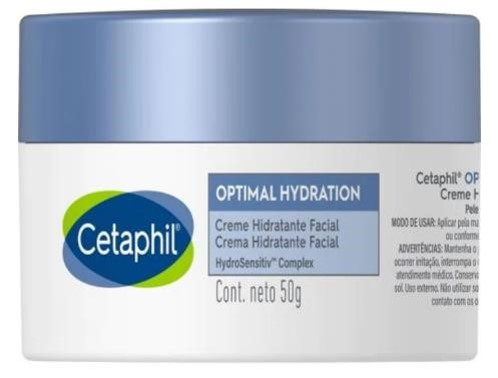 Cetaphil®
OPTIMAL HYDRATION
Creme Hidratante Facial
Crema Hidratante Facial
HydroSensitiv™ Complex
Cont. neto 50g
Cetaphil® OP
Creme H
Pele
MODO DE USAR: Aplicar pela ma
ou conforme
ADVERTÊNCIAS: Mantenha o
ocorrer irritação, interrompa o
atendimento médico. Conserva
sol. Uso externo. Não utilizar so
contato com os o